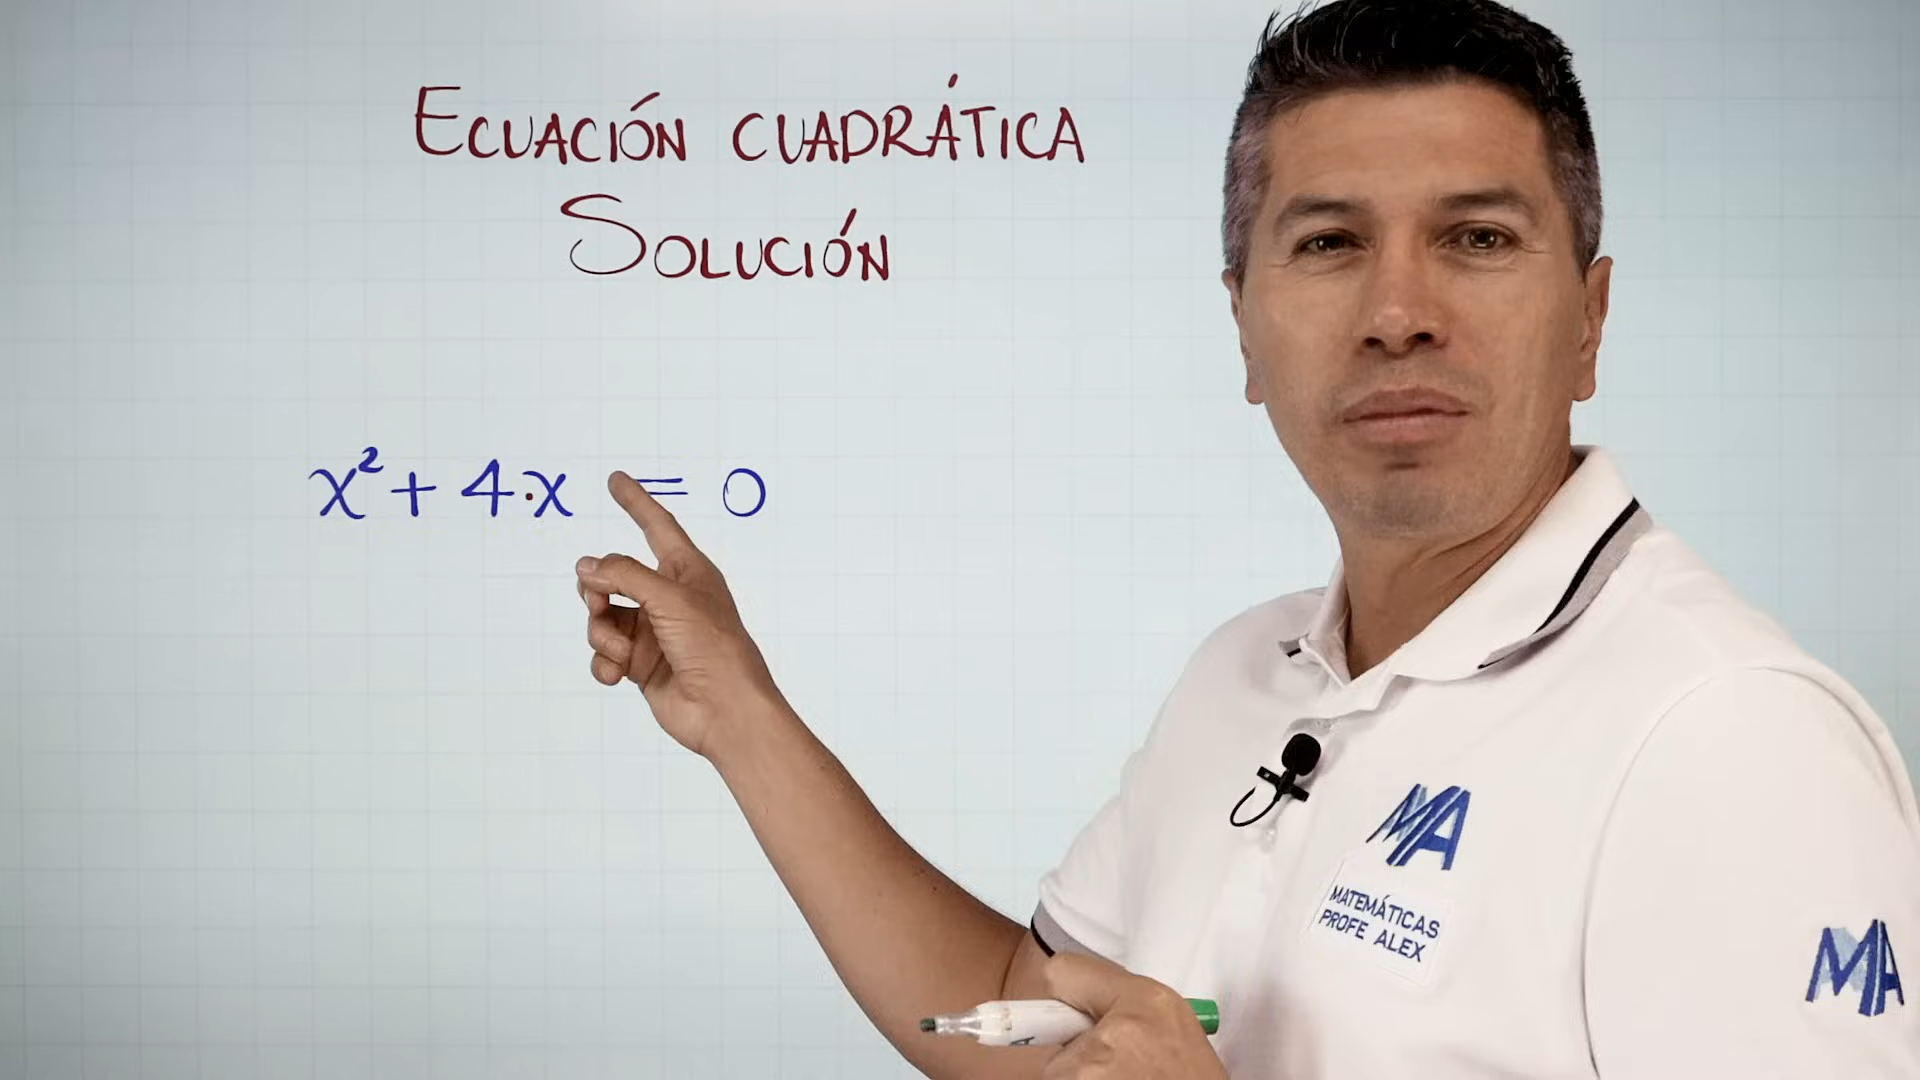 ECUACIÓN CUADRÁTICA
SOLUCIÓN
x² + 4·x = 0
MA
MATEMÁTICAS
PROFE ALEX
MA